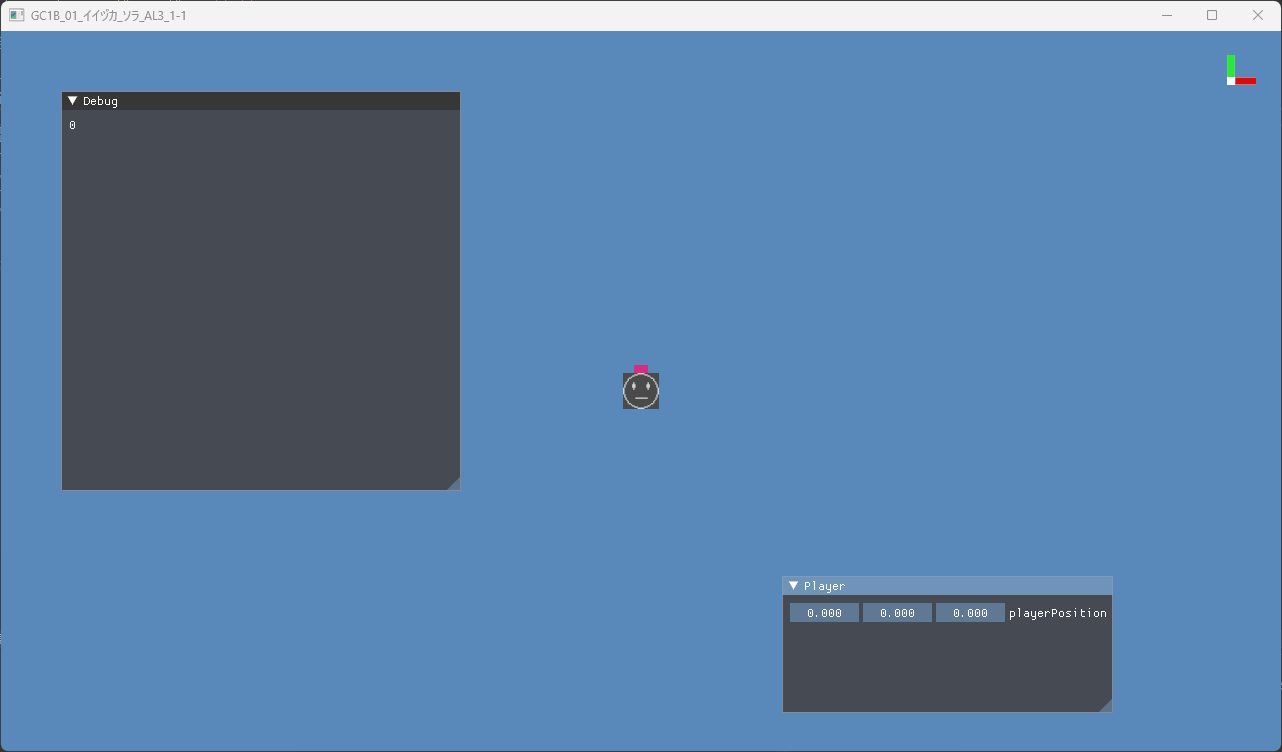 GC1B_01_イイヅカ_ソラ_AL3_1-1
Debug
0
Player
0.000 0.000 0.000 playerPosition